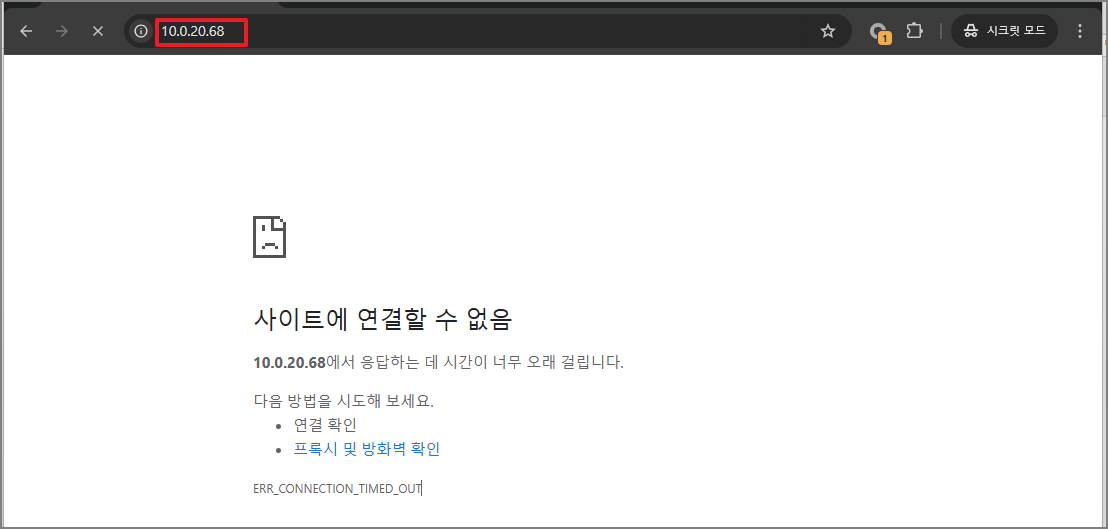 10.0.20.68
1
시크릿 모드
사이트에 연결할 수 없음
10.0.20.68에서 응답하는 데 시간이 너무 오래 걸립니다.
다음 방법을 시도해 보세요.
• 연결 확인
• 프록시 및 방화벽 확인
ERR_CONNECTION_TIMED_OUT